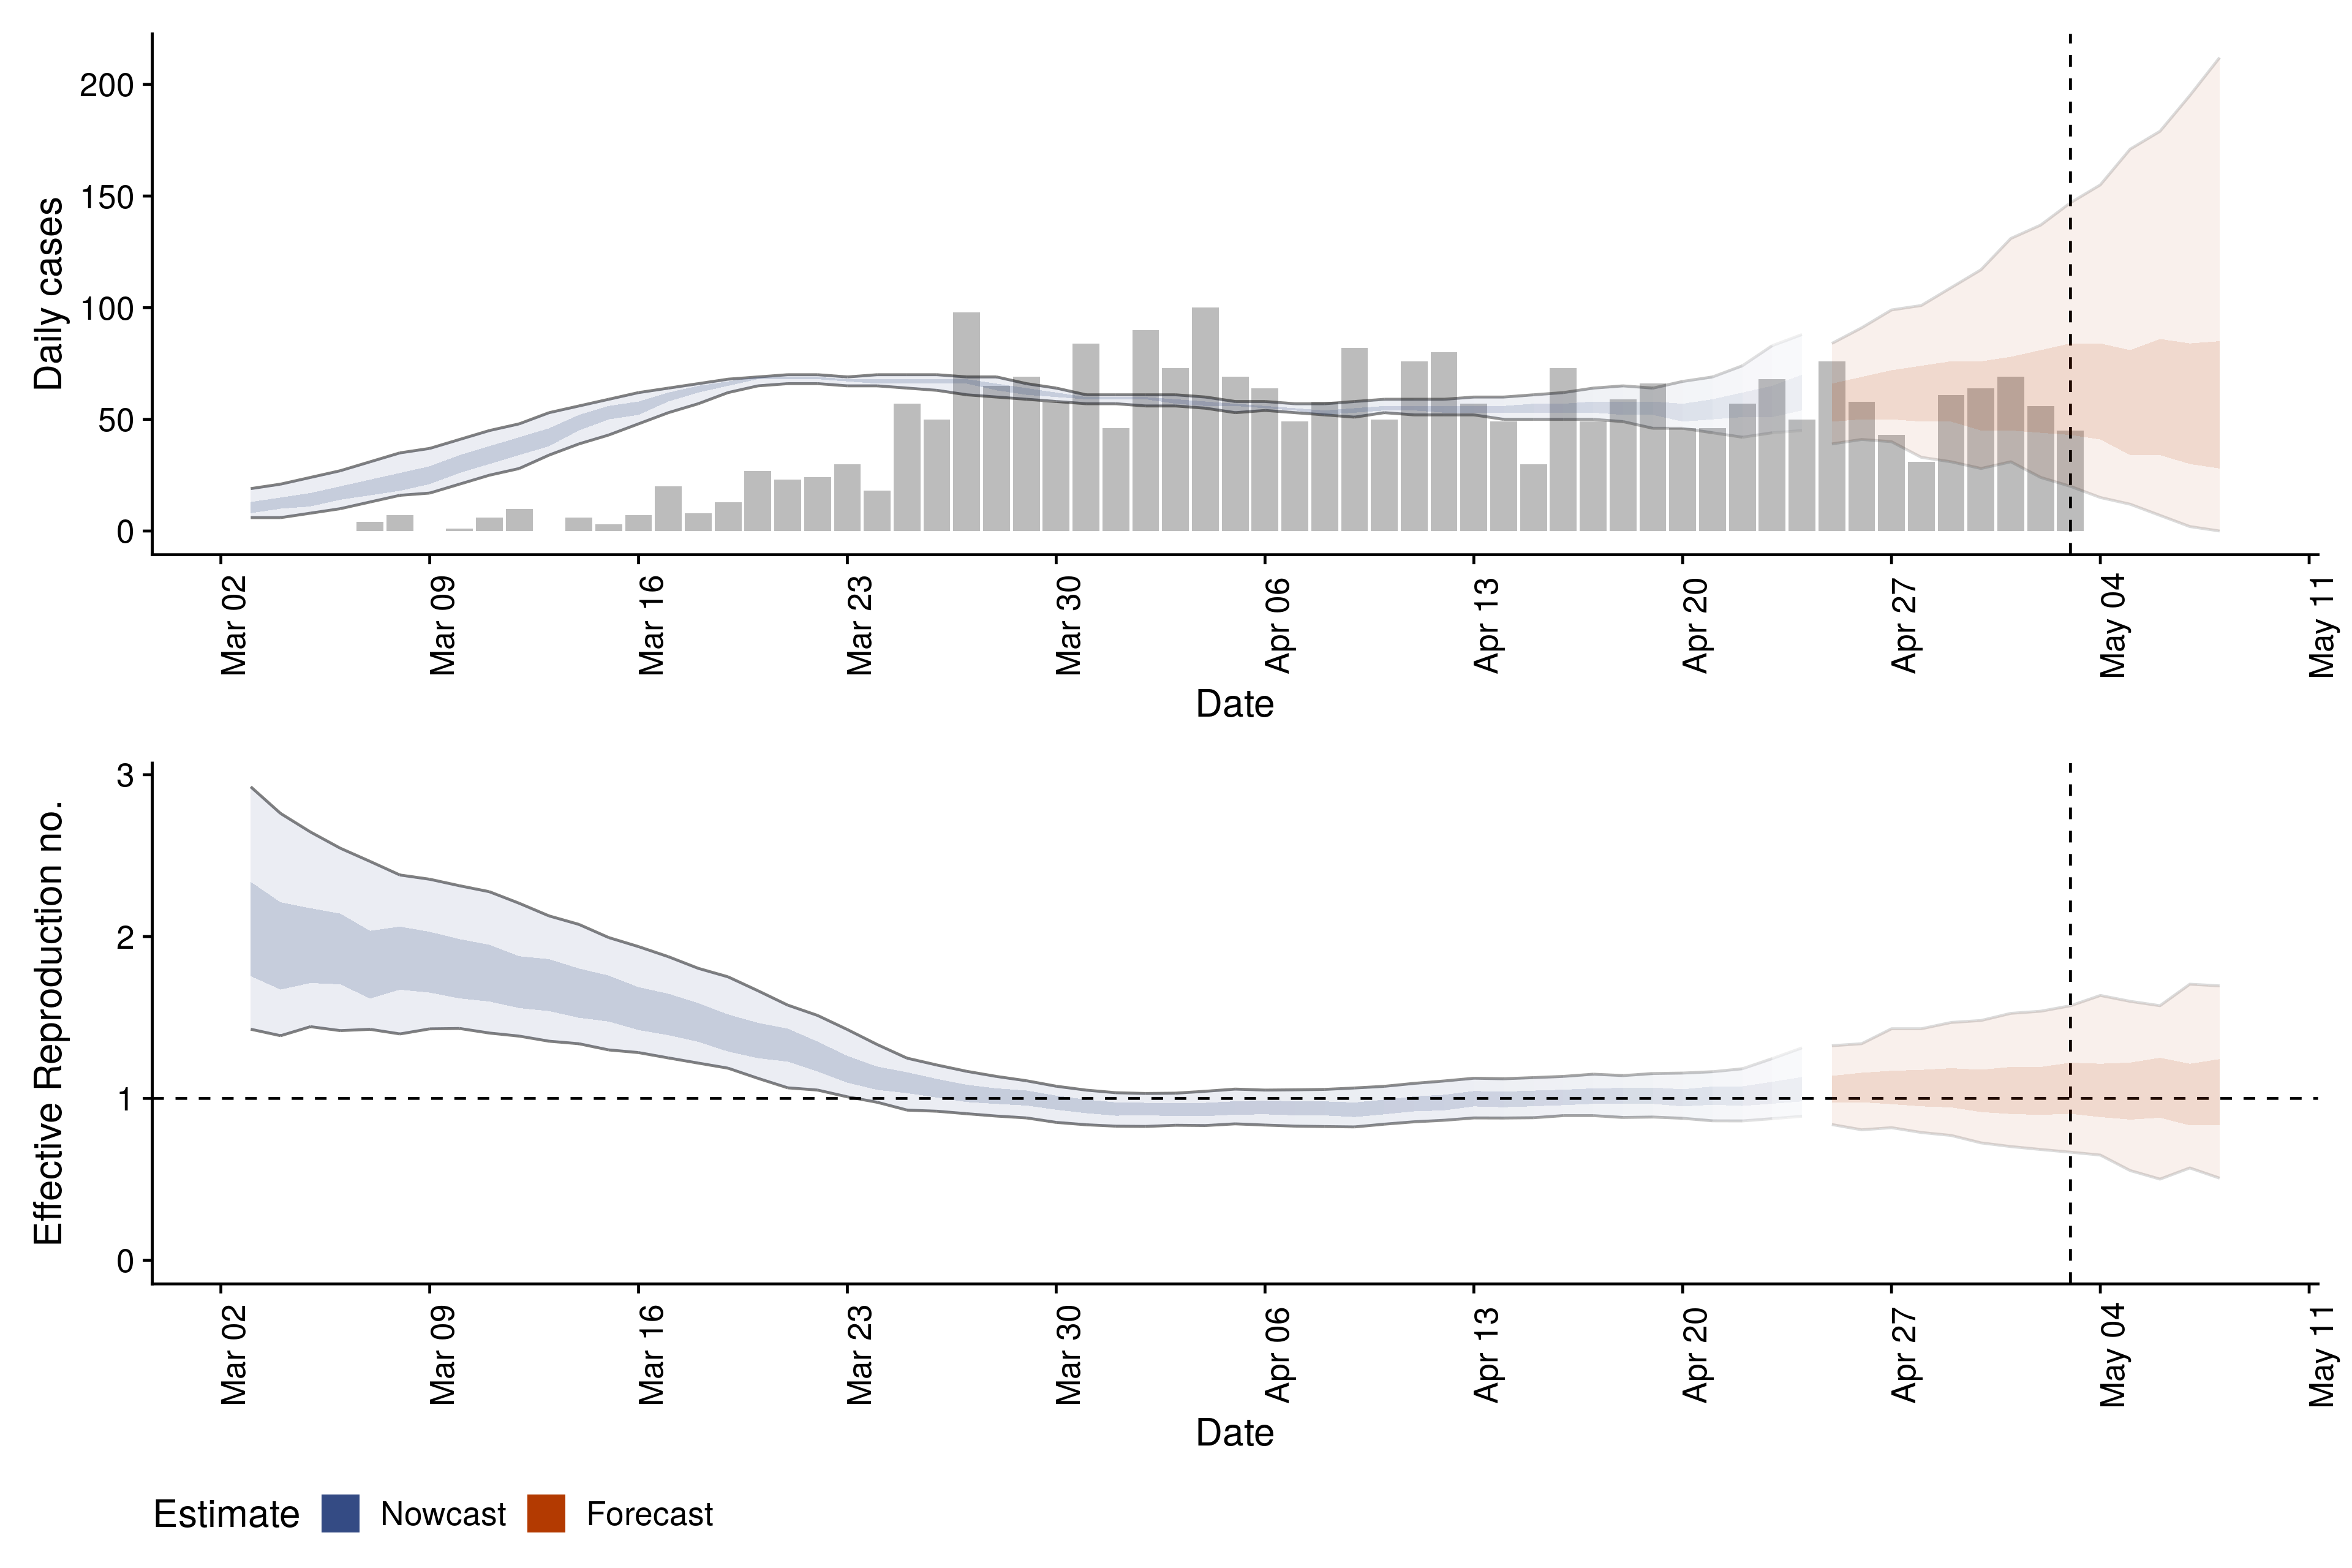 Daily cases
200
150
100
50
0
Mar 02
Mar 09
Mar 16
Mar 23
Mar 30
Apr 06
Apr 13
Apr 20
Apr 27
May 04
May 11
Date
Effective Reproduction no.
3
2
1
0
Mar 02
Mar 09
Mar 16
Mar 23
Mar 30
Apr 06
Apr 13
Apr 20
Apr 27
May 04
May 11
Date
Estimate Nowcast Forecast